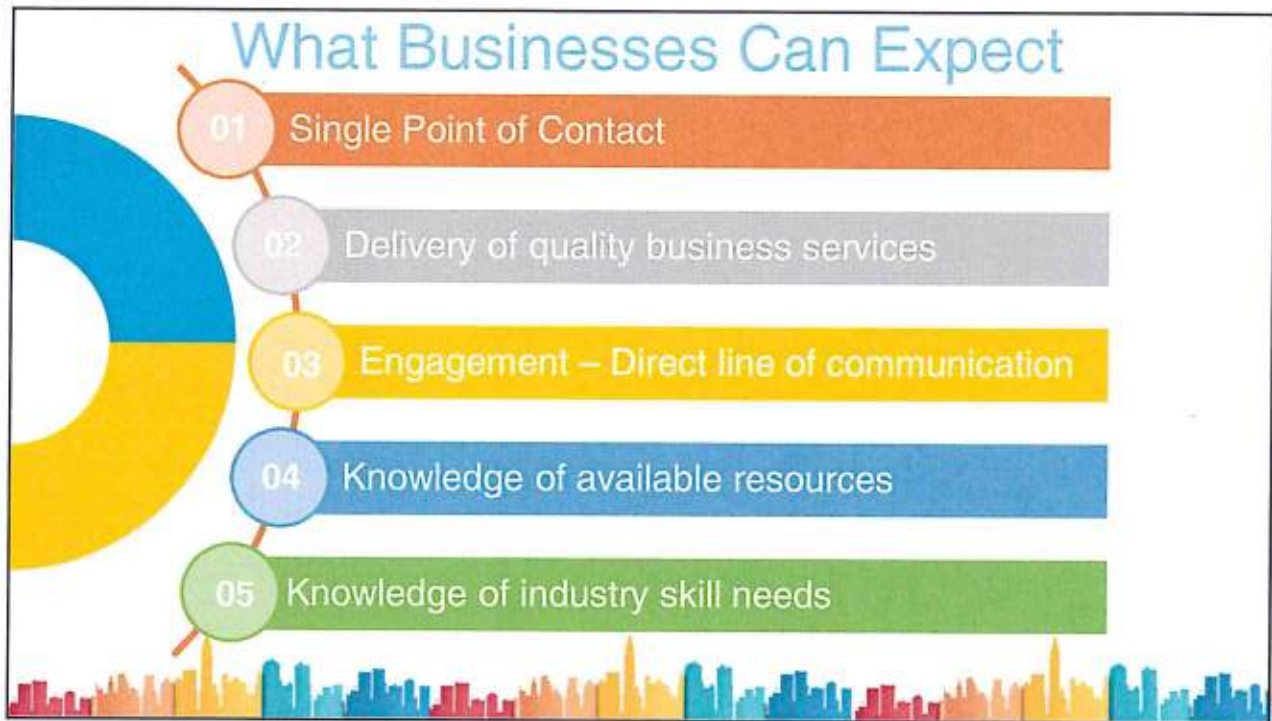 What Businesses Can Expect
01 Single Point of Contact
02 Delivery of quality business services
03 Engagement – Direct line of communication
04 Knowledge of available resources
05 Knowledge of industry skill needs